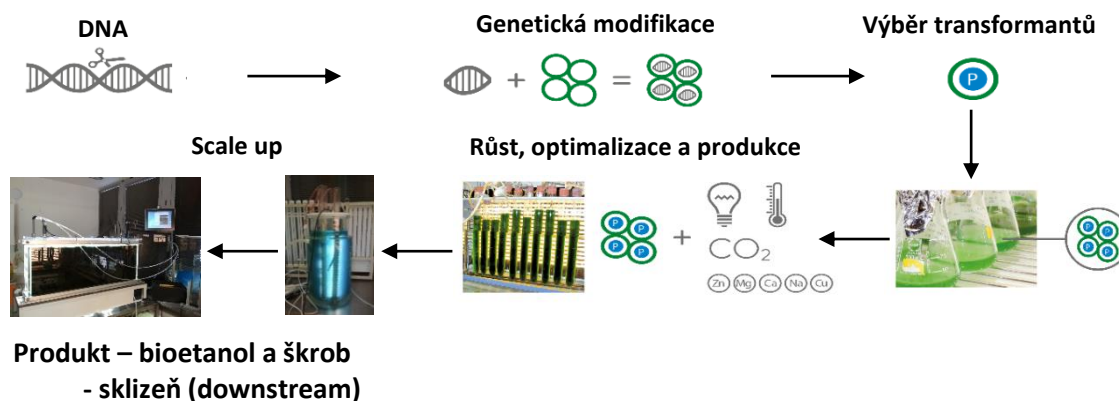 DNA
Genetická modifikace
Výběr transformantů
+
=
P
Scale up
Růst, optimalizace a produkce
P P
P P
+
CO2
Zn Mg Ca Na Cu
P P
P P
Produkt – bioetanol a škrob
- sklizeň (downstream)